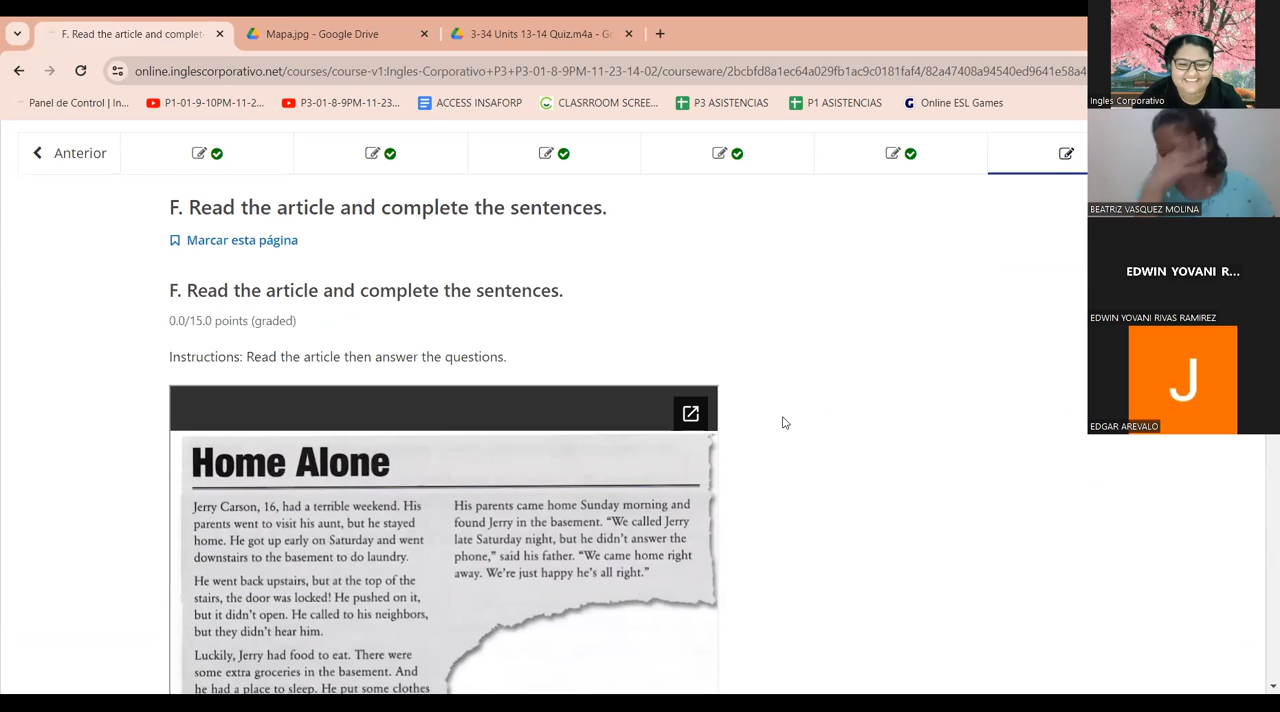 F. Read the article and complet
Mapa.jpg - Google Drive
3-34 Units 13-14 Quiz.m4a - Go
online.inglescorporativo.net/courses/course-v1:Ingles-Corporativo+P3+P3-01-8-9PM-11-23-14-02/courseware/2bcbfd8a1ec64a029fb1ac9c0181faf4/82a47408a94540ed9641e58a4
Panel de Control | In...
P1-01-9-10PM-11-2...
P3-01-8-9PM-11-23...
ACCESS INSAFORP
CLASSROOM SCREE...
P3 ASISTENCIAS
P1 ASISTENCIAS
Online ESL Games
Ingles Corporativo
Anterior
BEATRIZ VASQUEZ MOLINA
F. Read the article and complete the sentences.
Marcar esta página
EDWIN YOVANI R...
F. Read the article and complete the sentences.
0.0/15.0 points (graded)
EDWIN YOVANI RIVAS RAMIREZ
Instructions: Read the article then answer the questions.
J
EDGAR AREVALO
Home Alone
Jerry Carson, 16, had a terrible weekend. His
parents went to visit his aunt, but he stayed
home. He got up early on Saturday and went
downstairs to the basement to do laundry.
He went back upstairs, but at the top of the
stairs, the door was locked! He pushed on it,
but it didn't open. He called to his neighbors,
but they didn't hear him.
Luckily, Jerry had food to eat. There were
some extra groceries in the basement. And
he had a place to sleep. He put some clothes
His parents came home Sunday morning and
found Jerry in the basement. “We called Jerry
late Saturday night, but he didn't answer the
phone,” said his father. “We came home right
away. We're just happy he's all right.”